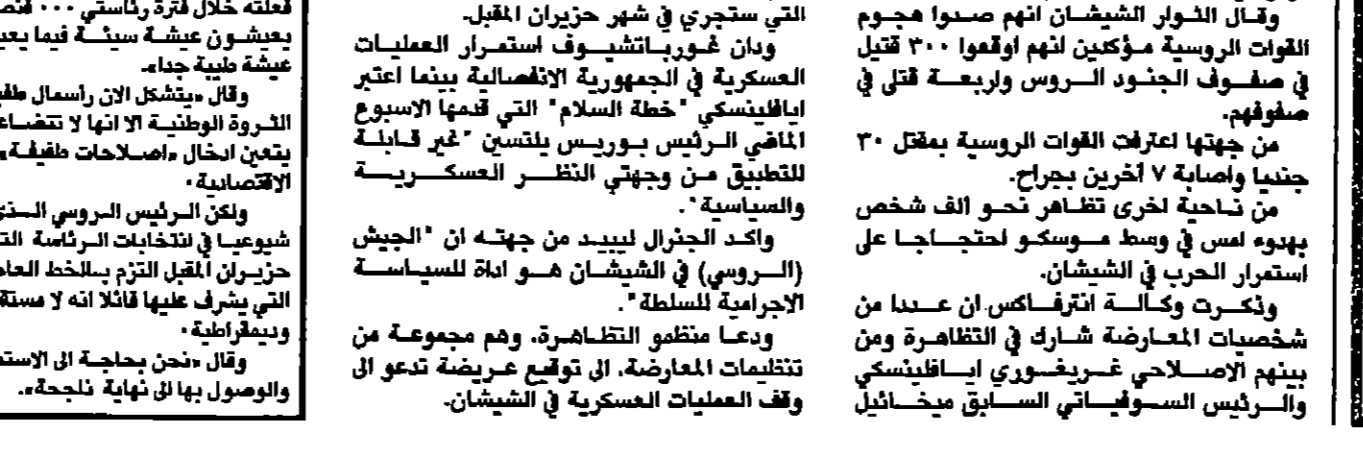 وقال الثوار الشيشان انهم صدوا هجوم
القوات الروسية مؤكدين انهم اوقعوا ٣٠٠ قتيل
في صفوف الجنود الروس واربعة قتلى في
صفوفهم.
من جهتها اعترفت القوات الروسية بمقتل ٣٠
جنديا واصابة ٧ آخرين بجراح.
من ناحية اخرى تظاهر نحو الف شخص
بهدوء امس في وسط موسكو احتجاجا على
استمرار الحرب في الشيشان.
وذكرت وكالة انترفاكس ان عددا من
شخصيات المعارضة شارك في التظاهرة ومن
بينهم الاصلاحي غريغوري ايافلينسكي
والرئيس السوفياتي السابق ميخائيل
التي ستجري في شهر حزيران المقبل.
ودان غورباتشيوف استمرار العمليات
العسكرية في الجمهورية الانفصالية بينما اعتبر
ايافلينسكي "خطة السلام" التي قدمها الاسبوع
الماضي الرئيس بوريس يلتسين "غير قابلة
للتطبيق من وجهتي النظر العسكرية
والسياسية".
واكد الجنرال ليبيد من جهته ان "الجيش
(الروسي) في الشيشان هو اداة للسياسة
الاجرامية للسلطة".
ودعا منظمو التظاهرة، وهم مجموعة من
تنظيمات المعارضة، الى توقيع عريضة تدعو الى
وقف العمليات العسكرية في الشيشان.
فعلته خلال فترة رئاستي ...
يعيشون عيشة سيئة فيما
عيشة طيبة جدا».
وقال «يتشكل الان راسمال
الثروة الوطنية الا انها لا
يتعين ادخال «اصلاحات طفيفة»
الاقتصادية.
ولكن الرئيس الروسي الذي
شيوعيا في انتخابات الرئاسة
حزيران المقبل التزم بالخط
التي يشرف عليها قائلا انه لا
وديمقراطية.
وقال «نحن بحاجة الى
والوصول بها الى نهاية ناجحة».